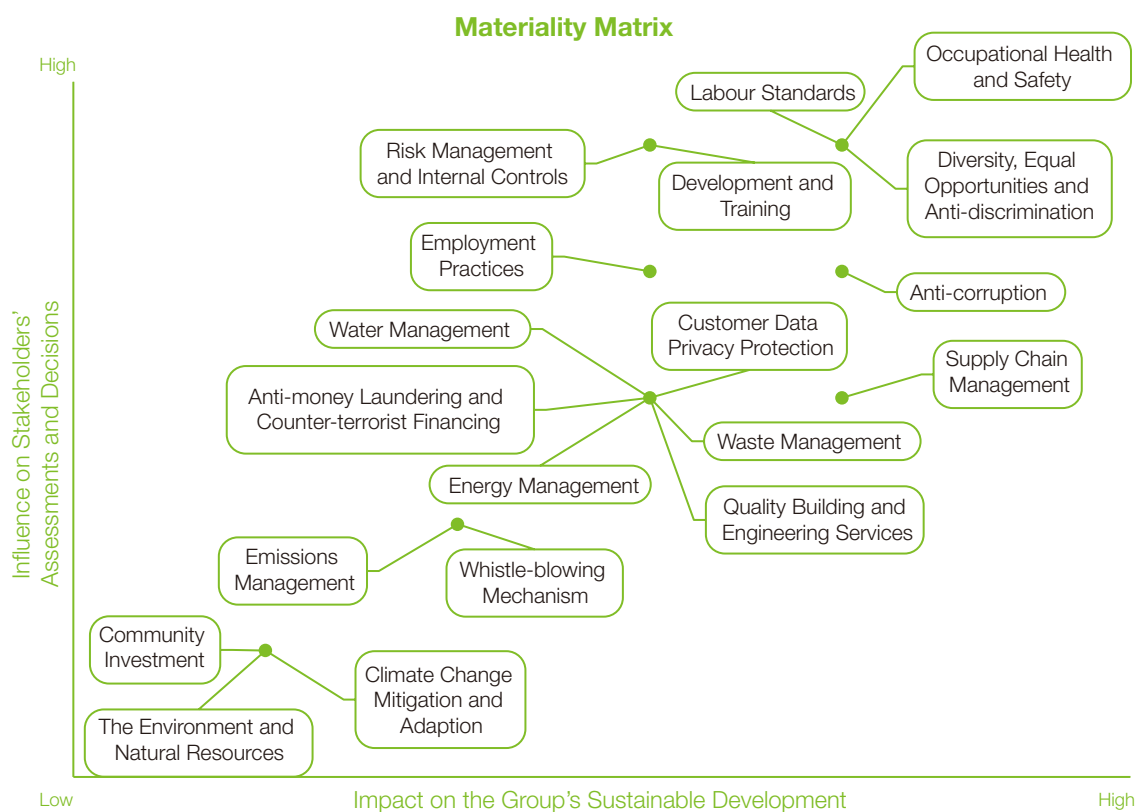 Materiality Matrix
High
Influence on Stakeholders’
Assessments and Decisions
Occupational Health
and Safety
Labour Standards
Risk Management
and Internal Controls
Development and
Training
Diversity, Equal
Opportunities and
Anti-discrimination
Employment
Practices
Anti-corruption
Water Management
Customer Data
Privacy Protection
Supply Chain
Management
Anti-money Laundering and
Counter-terrorist Financing
Waste Management
Energy Management
Quality Building and
Engineering Services
Emissions
Management
Whistle-blowing
Mechanism
Community
Investment
Climate Change
Mitigation and
Adaption
The Environment and
Natural Resources
Low
Impact on the Group’s Sustainable Development
High